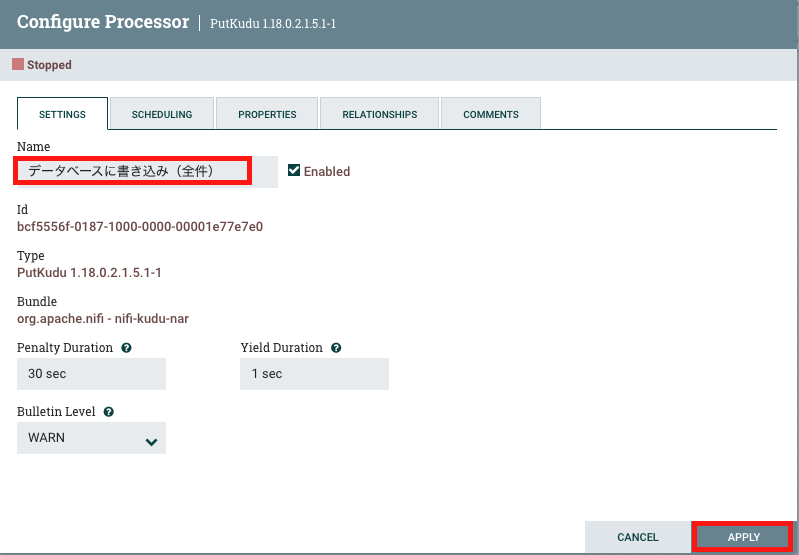 Configure Processor | PutKudu 1.18.0.2.1.5.1-1
Stopped
SETTINGS SCHEDULING PROPERTIES RELATIONSHIPS COMMENTS
Name
データベースに書き込み（全件） Enabled
Id
bcf5556f-0187-1000-0000-00001e77e7e0
Type
PutKudu 1.18.0.2.1.5.1-1
Bundle
org.apache.nifi - nifi-kudu-nar
Penalty Duration ? Yield Duration ?
30 sec 1 sec
Bulletin Level ?
WARN
CANCEL APPLY